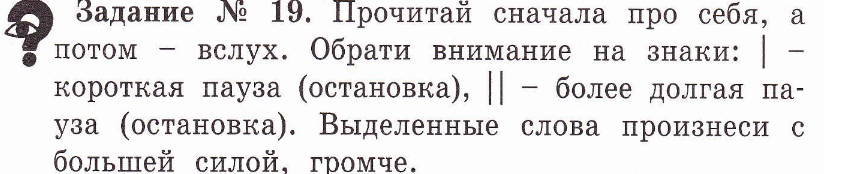 Задание № 19. Прочитай сначала про себя, а
потом – вслух. Обрати внимание на знаки: | –
короткая пауза (остановка), || – более долгая па-
уза (остановка). Выделенные слова произнеси с
большей силой, громче.